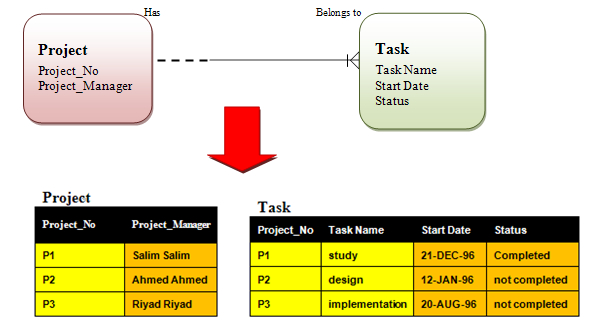 Has Belongs to
Project
Project_No
Project_Manager
Task
Task Name
Start Date
Status
Project
Project_No Project_Manager
P1 Salim Salim
P2 Ahmed Ahmed
P3 Riyad Riyad
Task
Project_No Task Name Start Date Status
P1 study 21-DEC-96 Completed
P2 design 12-JAN-96 not completed
P3 implementation 20-AUG-96 not completed